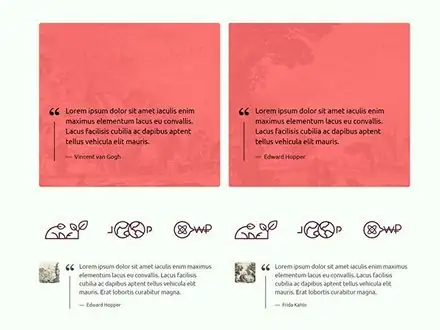 “ Lorem ipsum dolor sit amet iaculis enim
maximus elementum lacus eu convallis.
Lacus facilisis cubilia ac dapibus aptent
tellus vehicula elit mauris.
— Vincent van Gogh
“ Lorem ipsum dolor sit amet iaculis enim
maximus elementum lacus eu convallis.
Lacus facilisis cubilia ac dapibus aptent
tellus vehicula elit mauris.
— Edward Hopper
WP
WP
“ Lorem ipsum dolor sit amet iaculis enim maximus
elementum lacus eu convallis. Lacus facilisis
cubilia ac dapibus aptent tellus vehicula elit
mauris. Erat lobortis curabitur magna.
— Edward Hopper
“ Lorem ipsum dolor sit amet iaculis enim maximus
elementum lacus eu convallis. Lacus facilisis
cubilia ac dapibus aptent tellus vehicula elit
mauris. Erat lobortis curabitur magna.
— Frida Kahlo